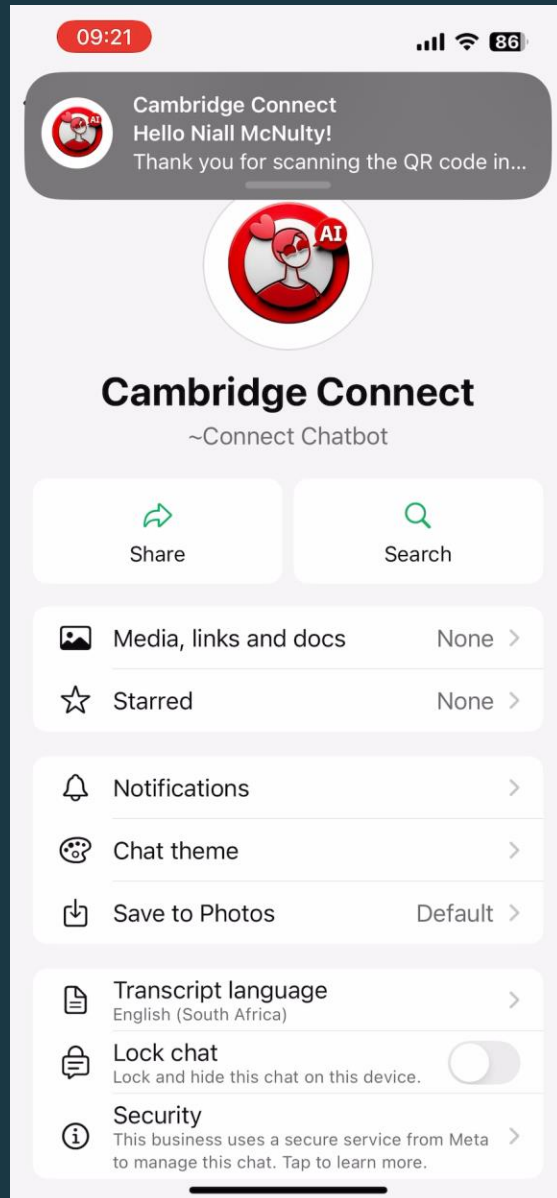 09:21
86
Cambridge Connect
Hello Niall McNulty!
Thank you for scanning the QR code in...
AI
AI
Cambridge Connect
~Connect Chatbot
Share
Search
Media, links and docs None
Starred None
Notifications
Chat theme
Save to Photos Default
Transcript language
English (South Africa)
Lock chat
Lock and hide this chat on this device.
Security
This business uses a secure service from Meta
to manage this chat. Tap to learn more.